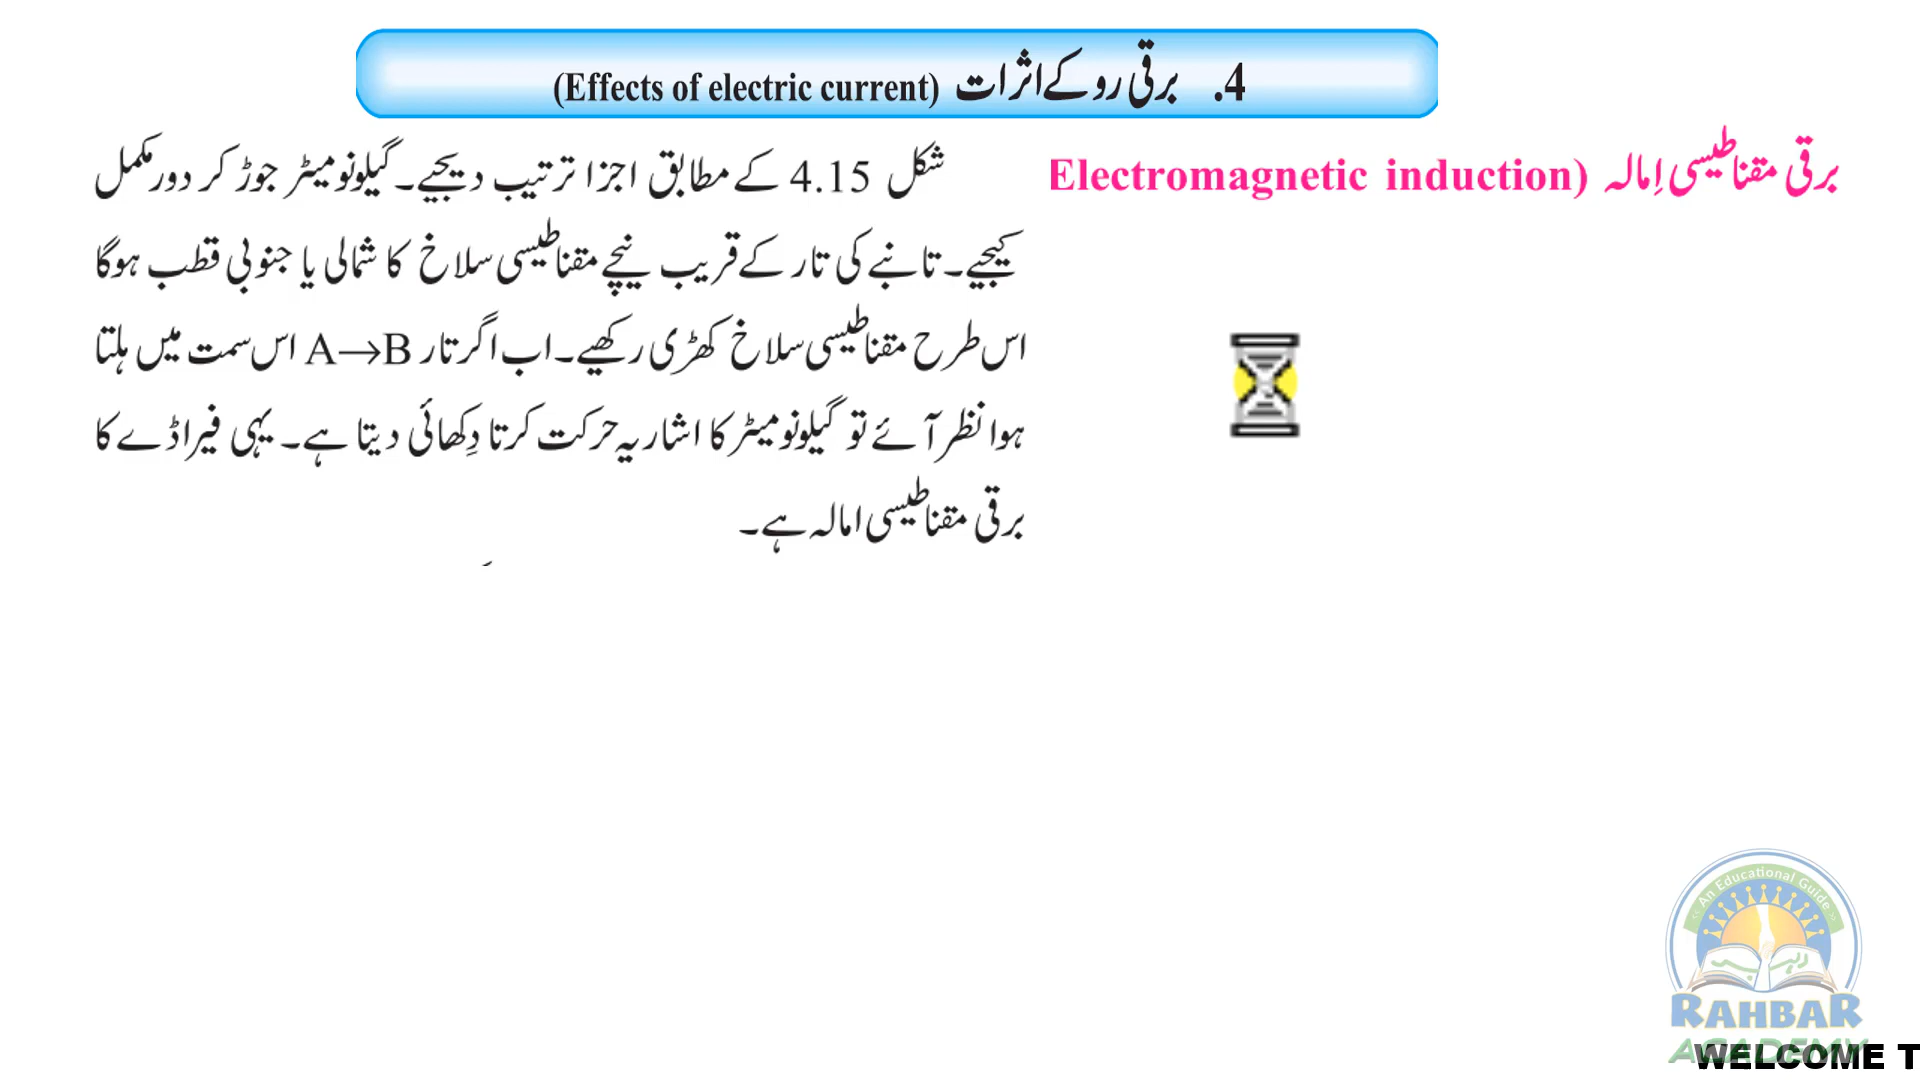 4. برقی رو کے اثرات (Effects of electric current)
برقی مقناطیسی اِمالہ (Electromagnetic induction
شکل 4.15 کے مطابق اجزا ترتیب دیجیے۔ گیلونومیٹر جوڑ کر دور مکمل
کیجیے۔ تانبے کی تار کے قریب نیچے مقناطیسی سلاخ کا شمالی یا جنوبی قطب ہوگا
اس طرح مقناطیسی سلاخ کھڑی رکھیے۔ اب اگر تار A→B اس سمت میں ہلتا
ہوا نظر آئے تو گیلونومیٹر کا اشاریہ حرکت کرتا دِکھائی دیتا ہے۔ یہی فیراڈے کا
برقی مقناطیسی امالہ ہے۔
An Educational Guide
رہبر
RAHBAR
ACADEMY
WELCOME T